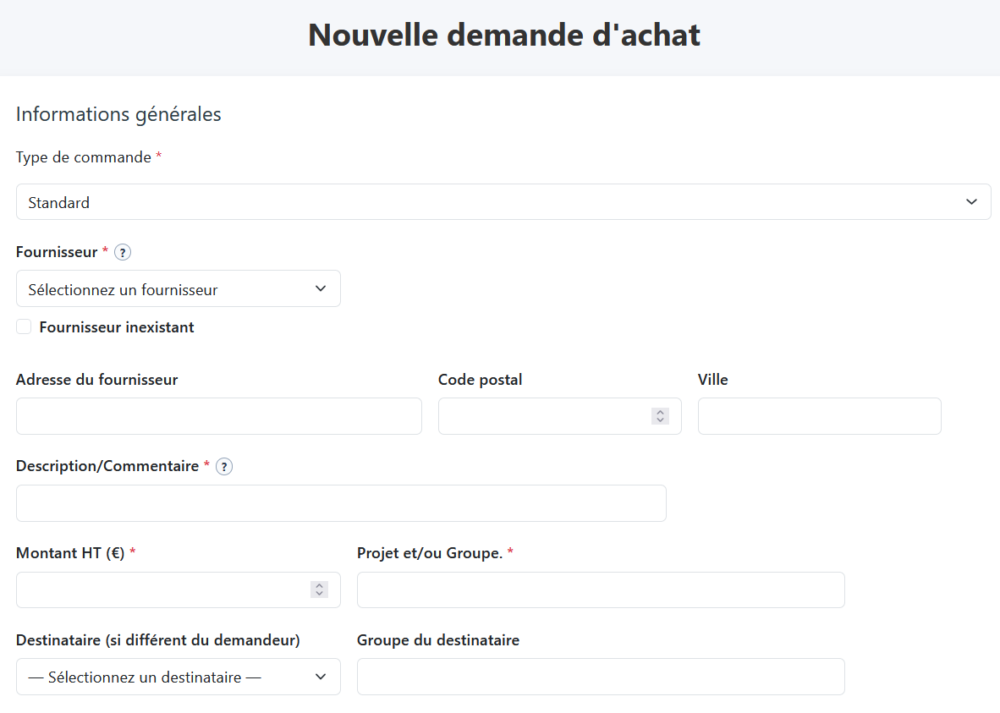 Nouvelle demande d'achat
Informations générales
Type de commande *
Standard
Fournisseur * ?
Sélectionnez un fournisseur
Fournisseur inexistant
Adresse du fournisseur Code postal Ville
Description/Commentaire * ?
Montant HT (€) * Projet et/ou Groupe. *
Destinataire (si différent du demandeur) Groupe du destinataire
— Sélectionnez un destinataire —